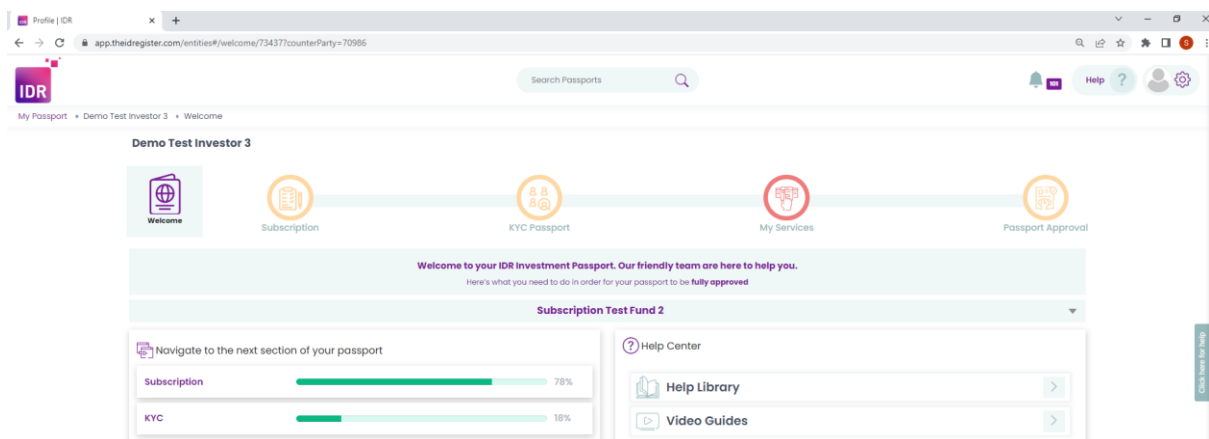 Profile | IDR
app.theidregister.com/entities#/welcome/73437?counterParty=70986
S
IDR
Search Passports
IDR
Help ?
My Passport • Demo Test Investor 3 • Welcome
Demo Test Investor 3
Welcome
Subscription
KYC Passport
My Services
Passport Approval
Welcome to your IDR Investment Passport. Our friendly team are here to help you.
Here's what you need to do in order for your passport to be fully approved
Subscription Test Fund 2
Navigate to the next section of your passport
Subscription 78%
KYC 18%
? Help Center
Help Library
Video Guides
Click here for help